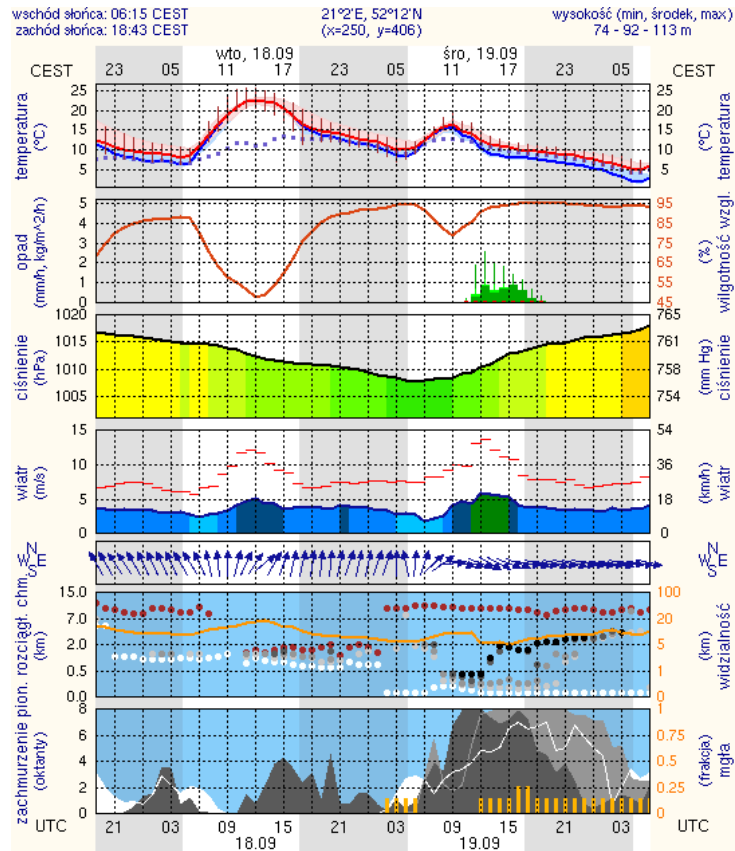 wschód słońca: 06:15 CEST 21°2'E, 52°12'N wysokość (min, środek, max)
zachód słońca: 18:43 CEST (x=250, y=406) 74 - 92 - 113 m
wto, 18.09 śro, 19.09
CEST 23 05 11 17 23 05 11 17 23 05 CEST
temperatura (°C)
25 20 15 10 5
25 20 15 10 5
temperatura (°C)
opad (mm/h, kg/m^2/h)
5 4 3 2 1 0
95 85 75 65 55 45
(%) wilgotność wzgl.
ciśnienie (hPa)
1020 1015 1010 1005
765 761 758 754
(mm Hg) ciśnienie
wiatr (m/s)
15 10 5 0
54 36 18 0
(km/h) wiatr
N W E S
N W E S
pion. rozciągł. chm. (km)
15.0 7.0 2.0 0.5 0.0
100 20 5 1 0
(km) widzialność
zachmurzenie (oktanty)
8 6 4 2 0
1 0.75 0.5 0.25 0
(frakcja) mgła
UTC 21 03 09 15 21 03 09 15 21 03 UTC
18.09 19.09